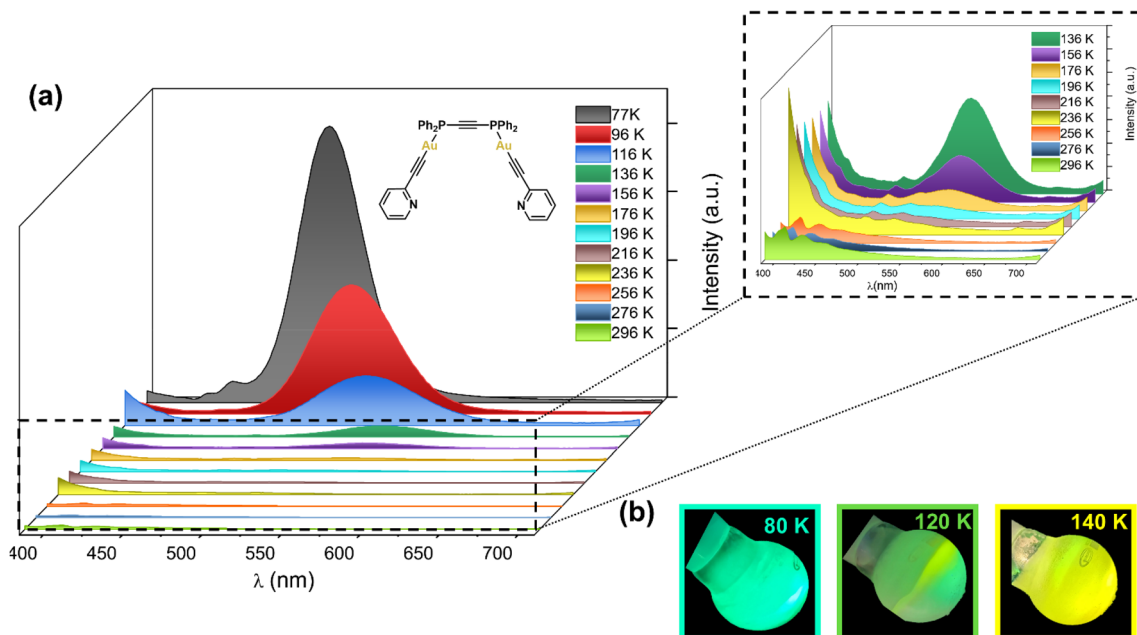 (a)
Ph₂P
PPh₂
Au
Au
N
N
77K
96 K
116 K
136 K
156 K
176 K
196 K
216 K
236 K
256 K
276 K
296 K
Intensity (a.u.)
400 450 500 550 600 650 700
λ (nm)
136 K
156 K
176 K
196 K
216 K
236 K
256 K
276 K
296 K
Intensity (a.u.)
400 450 500 550 600 650 700
λ(nm)
(b)
80 K
120 K
140 K